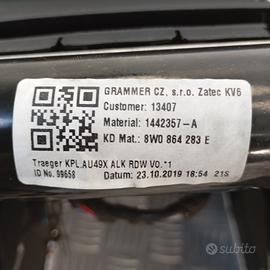 GRAMMER CZ, s.r.o. Zatec KV6
Customer: 13407
Material: 1442357-A
KD Mat.: 8W0 864 283 E
Traeger KPL.AU49X ALK RDW V0.*1
ID No. 99658
Datum: 23.10.2019 18:54 21S
subito